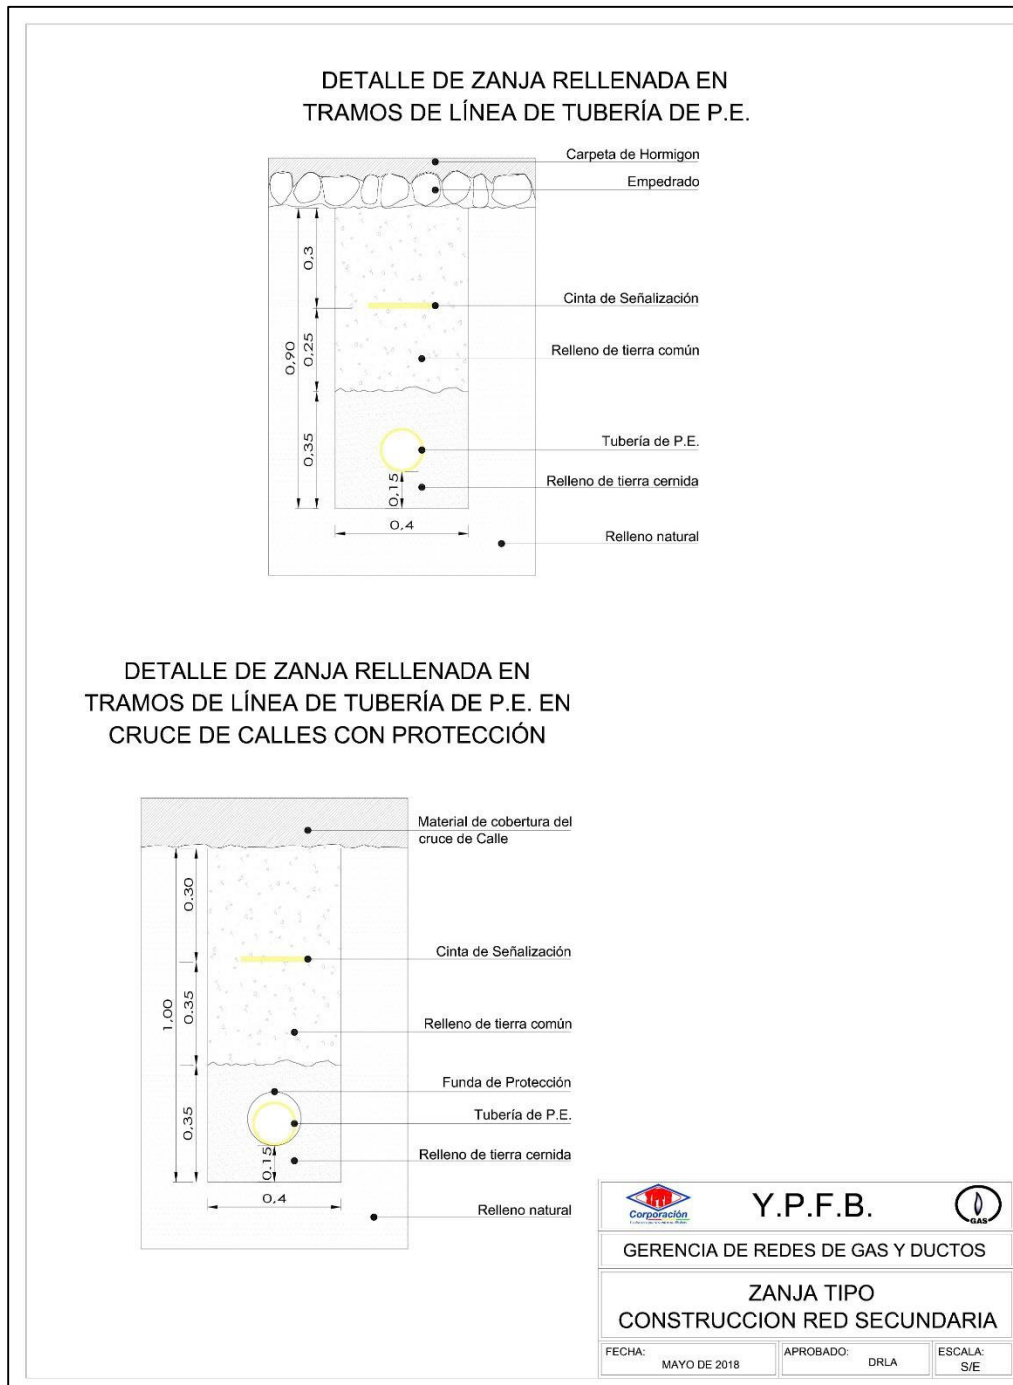 DETALLE DE ZANJA RELLENADA EN
TRAMOS DE LÍNEA DE TUBERÍA DE P.E.
Carpeta de Hormigon
Empedrado
0,3
Cinta de Señalización
0,90
0,25
Relleno de tierra común
0,35
Tubería de P.E.
0,15
Relleno de tierra cernida
0,4
Relleno natural
DETALLE DE ZANJA RELLENADA EN
TRAMOS DE LÍNEA DE TUBERÍA DE P.E. EN
CRUCE DE CALLES CON PROTECCIÓN
Material de cobertura del
cruce de Calle
0.30
Cinta de Señalización
1,00
0.35
Relleno de tierra común
Funda de Protección
0,35
Tubería de P.E.
0.15
Relleno de tierra cernida
0,4
Relleno natural
Corporación
Y.P.F.B.
GAS
GERENCIA DE REDES DE GAS Y DUCTOS
ZANJA TIPO
CONSTRUCCION RED SECUNDARIA
FECHA:
MAYO DE 2018
APROBADO:
DRLA
ESCALA:
S/E